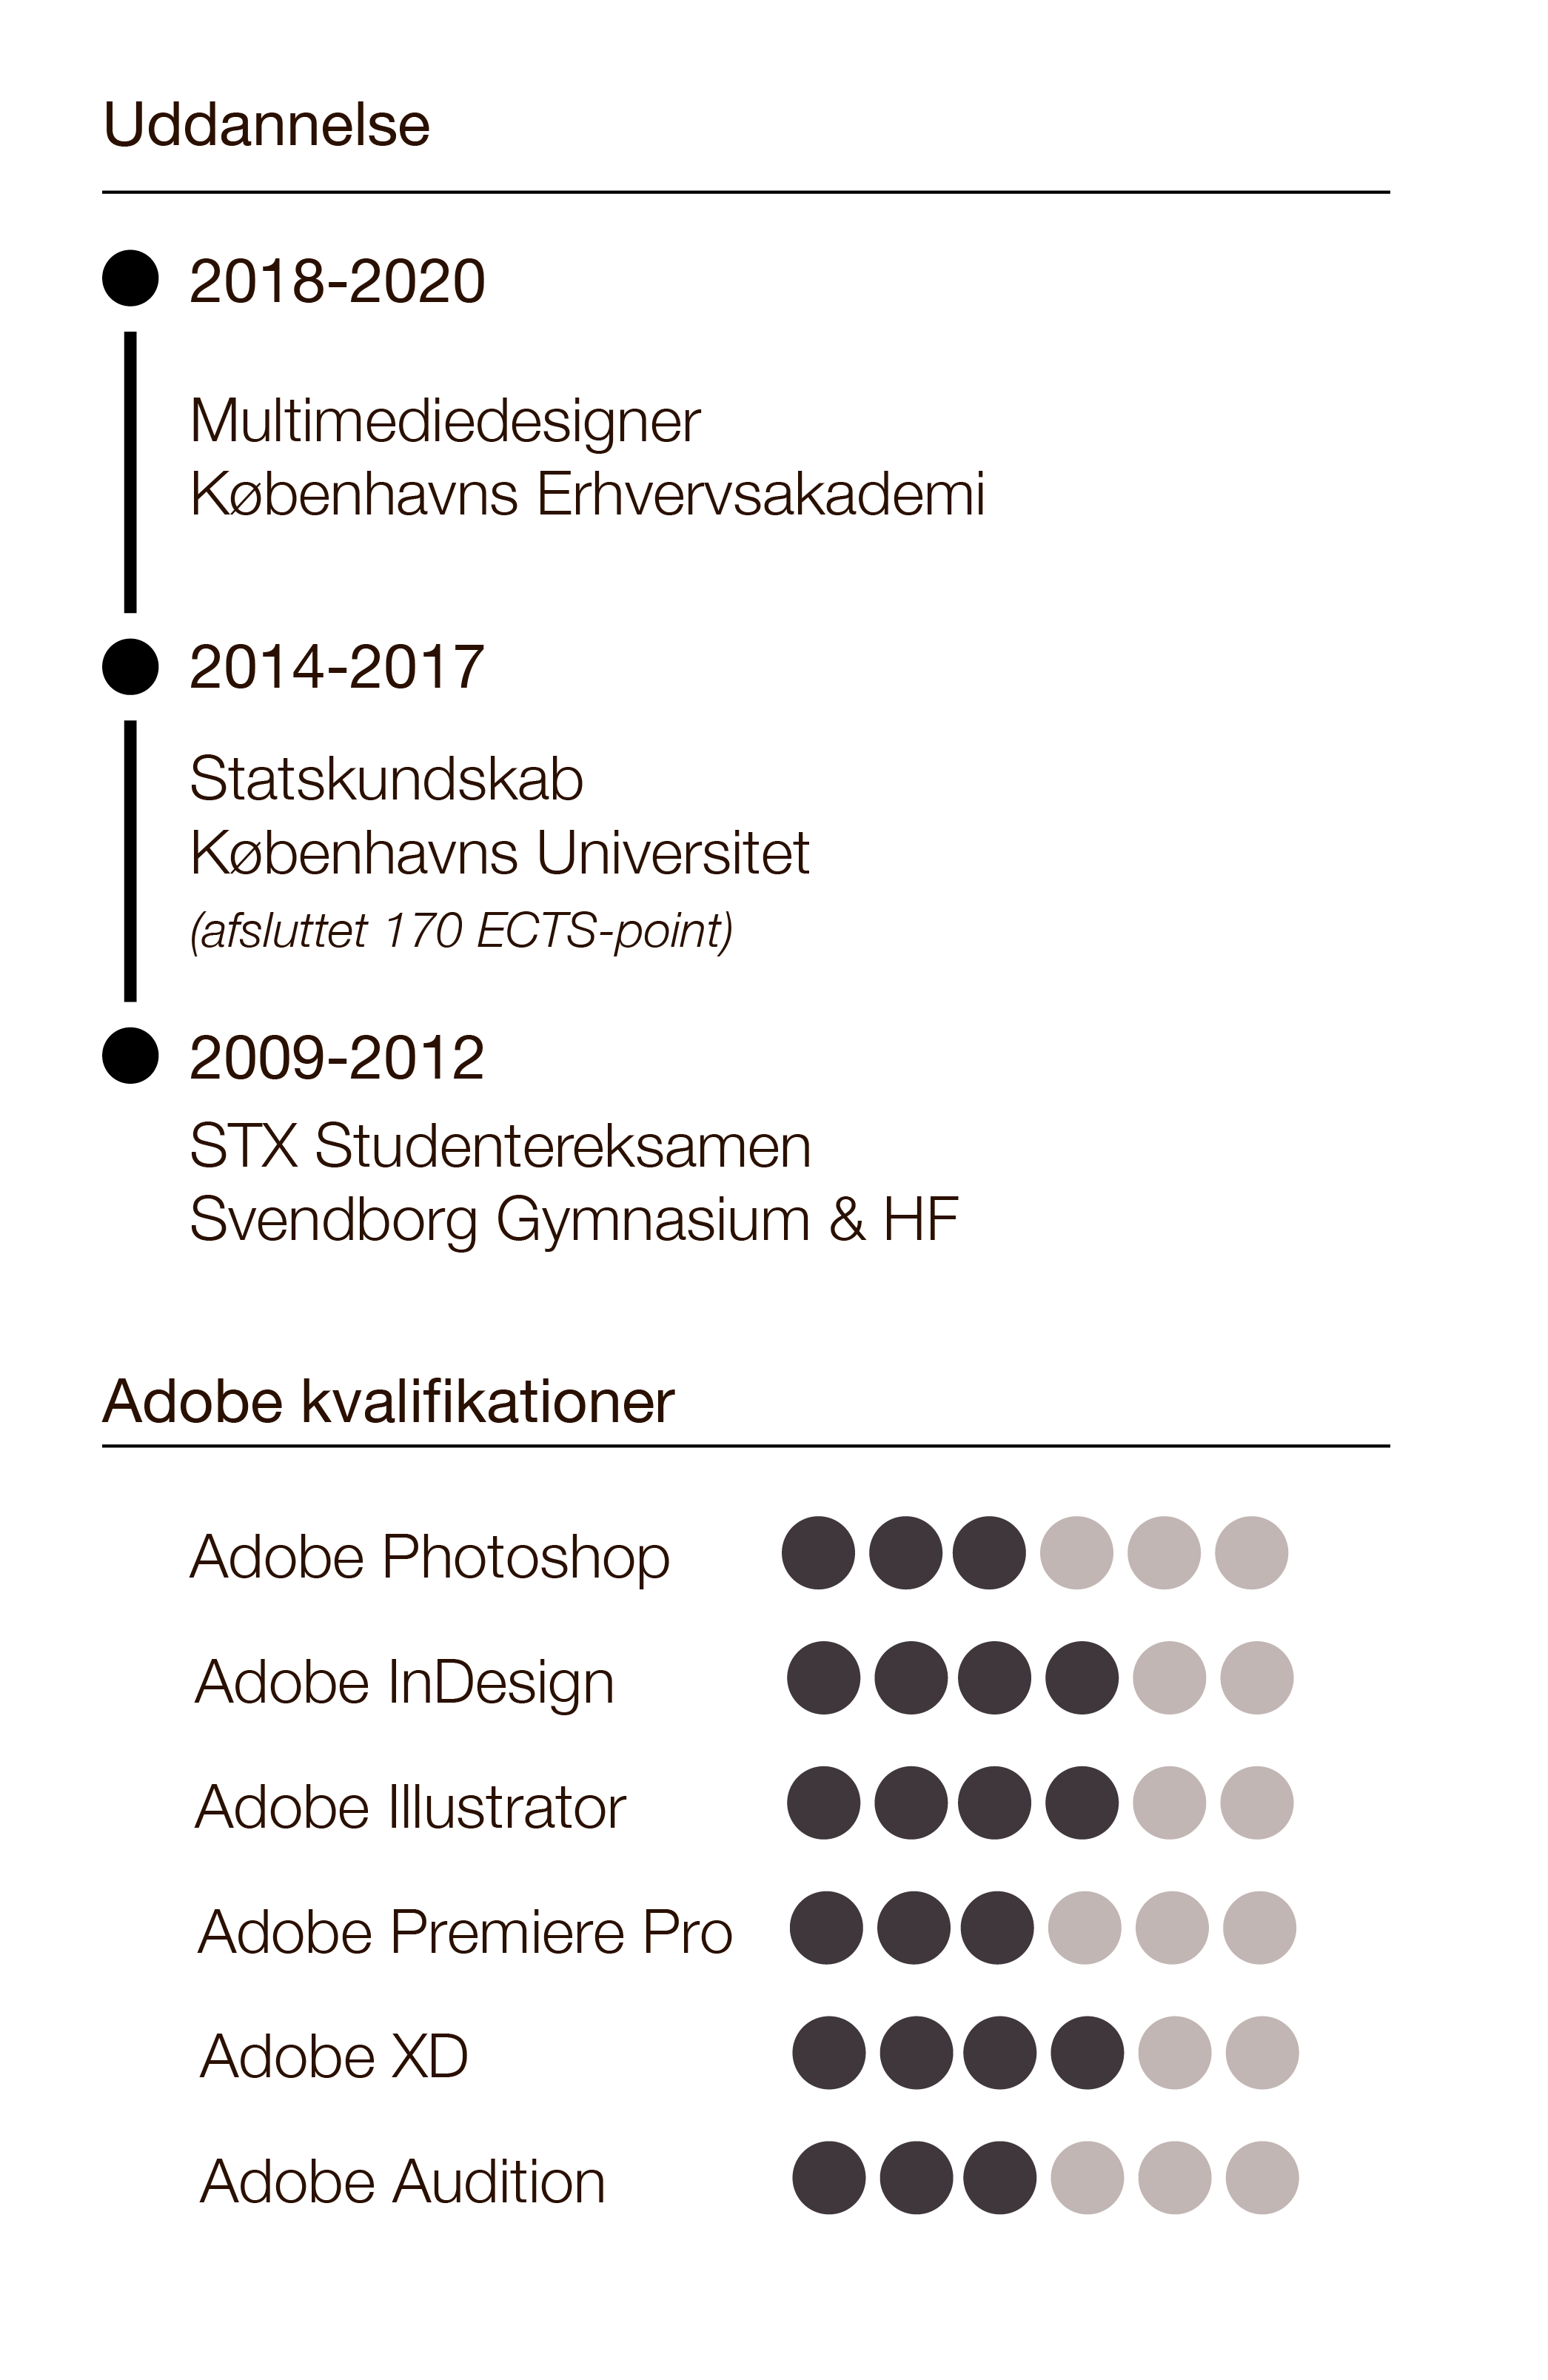 Uddannelse
2018-2020
Multimediedesigner
Københavns Erhvervsakademi
2014-2017
Statskundskab
Københavns Universitet
(afsluttet 170 ECTS-point)
2009-2012
STX Studentereksamen
Svendborg Gymnasium & HF
Adobe kvalifikationer
Adobe Photoshop
Adobe InDesign
Adobe Illustrator
Adobe Premiere Pro
Adobe XD
Adobe Audition